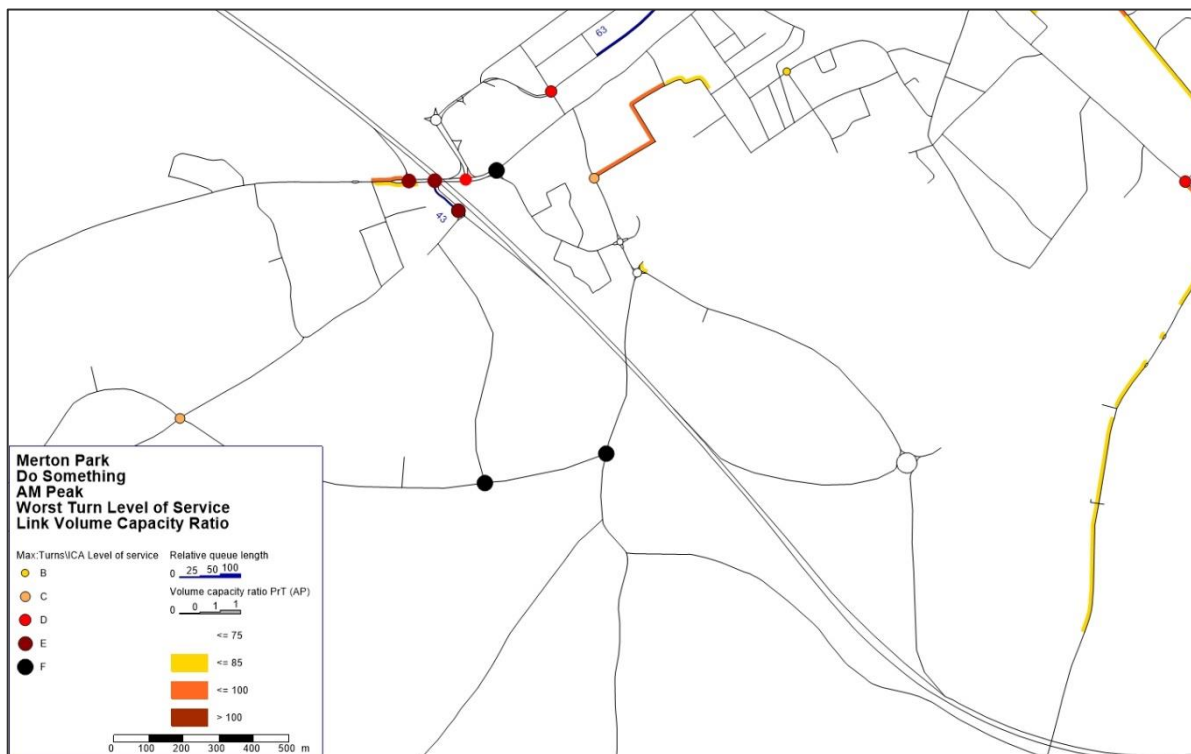 63
43
Merton Park
Do Something
AM Peak
Worst Turn Level of Service
Link Volume Capacity Ratio
Max:Turns\ICA Level of service
B
C
D
E
F
Relative queue length
0 25 50 100
Volume capacity ratio PrT (AP)
0 0 1 1
<= 75
<= 85
<= 100
> 100
0 100 200 300 400 500 m